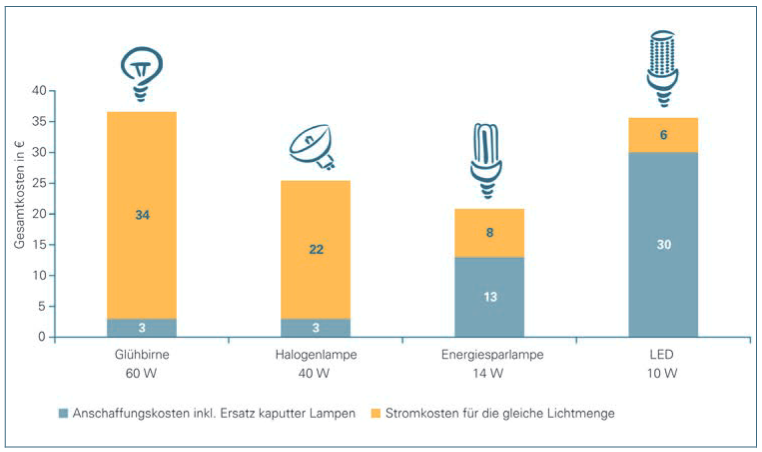 Gesamtkosten in €
40
35
30
25
20
15
10
5
0
34
3
22
3
8
13
6
30
Glühbirne
60 W
Halogenlampe
40 W
Energiesparlampe
14 W
LED
10 W
Anschaffungskosten inkl. Ersatz kaputter Lampen
Stromkosten für die gleiche Lichtmenge